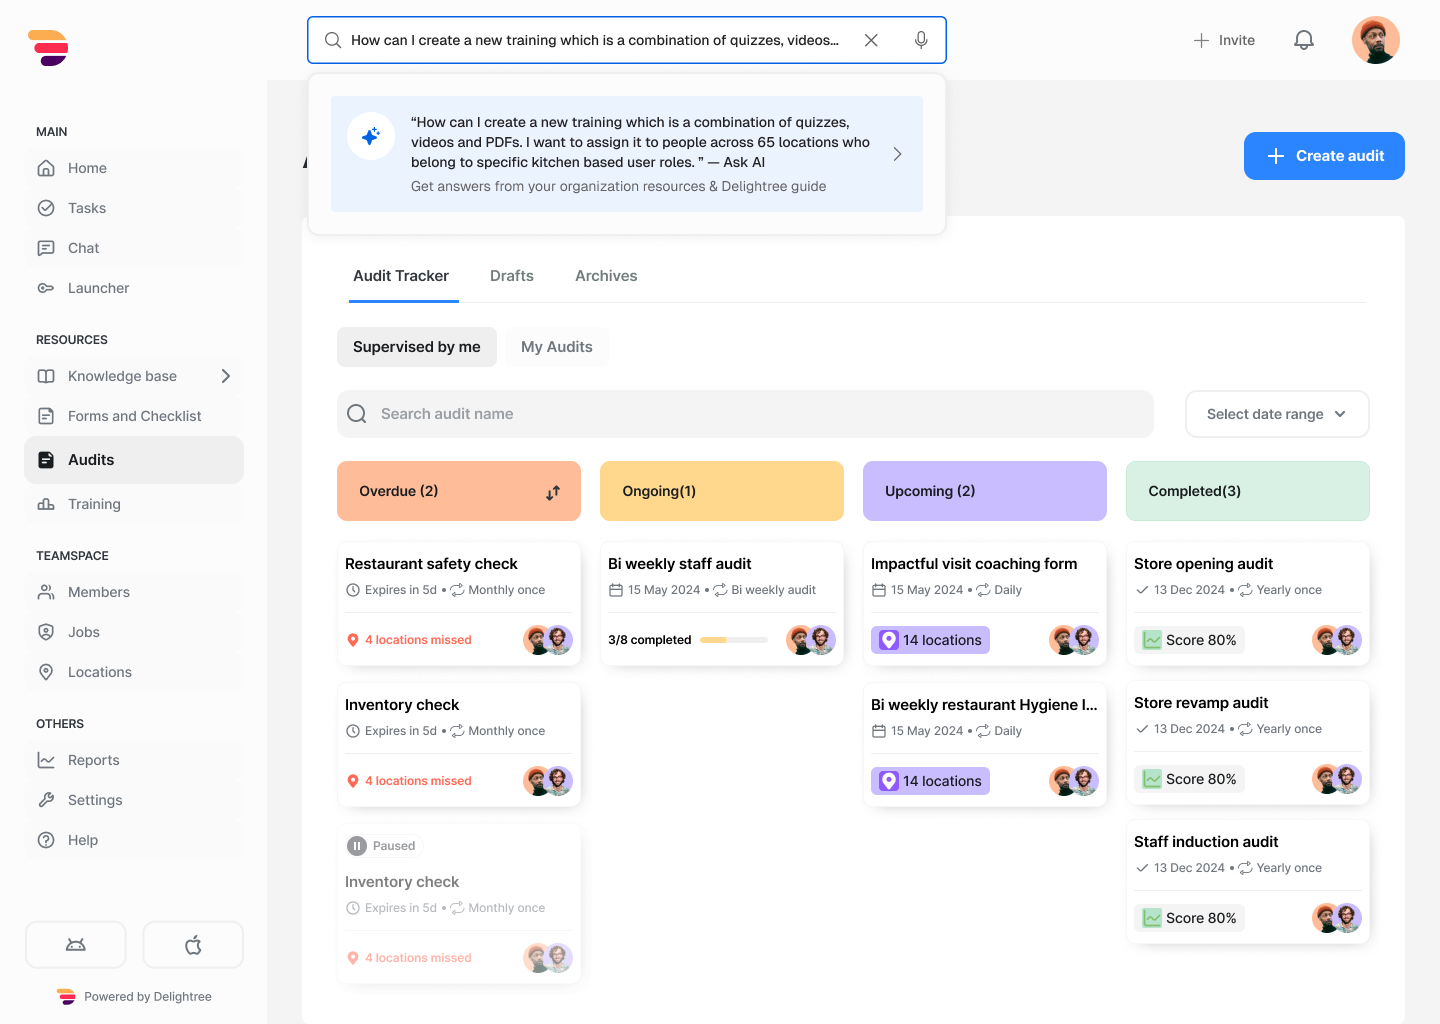 How can I create a new training which is a combination of quizzes, videos...
Invite
“How can I create a new training which is a combination of quizzes,
videos and PDFs. I want to assign it to people across 65 locations who
belong to specific kitchen based user roles. ” — Ask AI
Get answers from your organization resources & Delightree guide
Create audit
MAIN
Home
Tasks
Chat
Launcher
RESOURCES
Knowledge base
Forms and Checklist
Audits
Training
TEAMSPACE
Members
Jobs
Locations
OTHERS
Reports
Settings
Help
Powered by Delightree
Audit Tracker
Drafts
Archives
Supervised by me
My Audits
Search audit name
Select date range
Overdue (2)
Restaurant safety check
Expires in 5d • Monthly once
4 locations missed
Inventory check
Expires in 5d • Monthly once
4 locations missed
Paused
Inventory check
Expires in 5d • Monthly once
4 locations missed
Ongoing(1)
Bi weekly staff audit
15 May 2024 • Bi weekly audit
3/8 completed
Upcoming (2)
Impactful visit coaching form
15 May 2024 • Daily
14 locations
Bi weekly restaurant Hygiene I...
15 May 2024 • Daily
14 locations
Completed(3)
Store opening audit
13 Dec 2024 • Yearly once
Score 80%
Store revamp audit
13 Dec 2024 • Yearly once
Score 80%
Staff induction audit
13 Dec 2024 • Yearly once
Score 80%